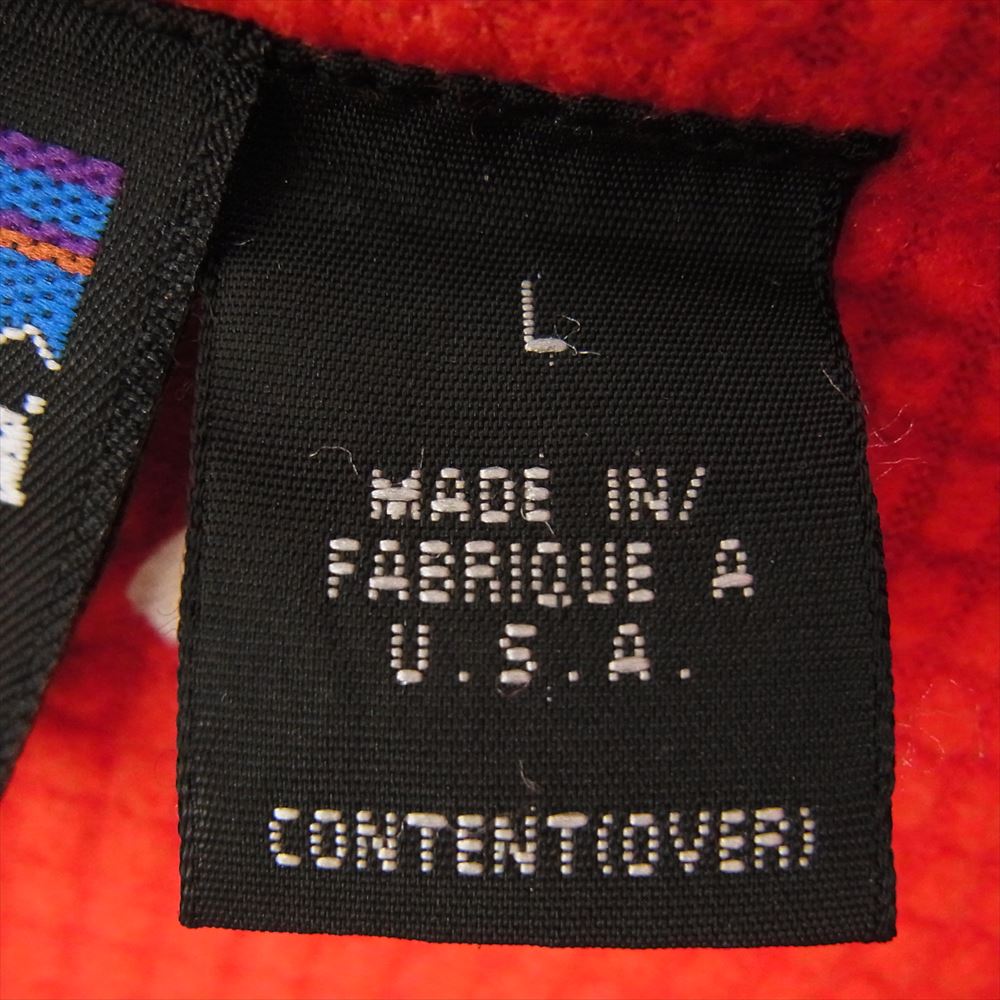 L
MADE IN/
FABRIQUE A
U.S.A.
CONTENT(OVER)